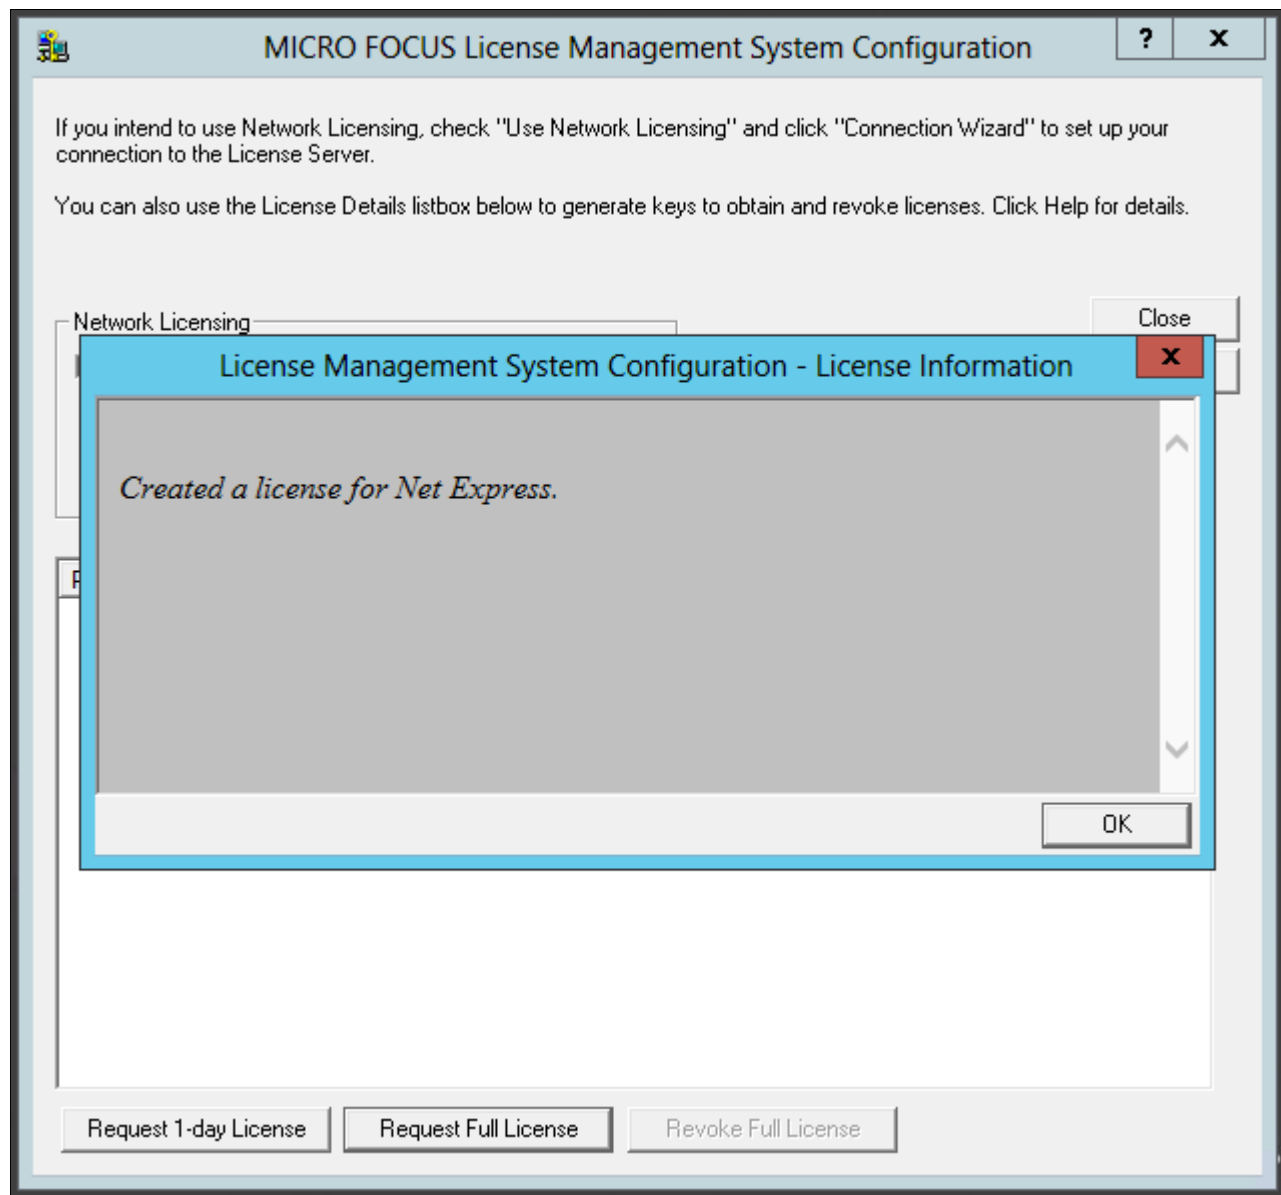 MICRO FOCUS License Management System Configuration
? x
If you intend to use Network Licensing, check "Use Network Licensing" and click "Connection Wizard" to set up your
connection to the License Server.
You can also use the License Details listbox below to generate keys to obtain and revoke licenses. Click Help for details.
Network Licensing
Close
License Management System Configuration - License Information
x
Created a license for Net Express.
OK
Request 1-day License
Request Full License
Revoke Full License